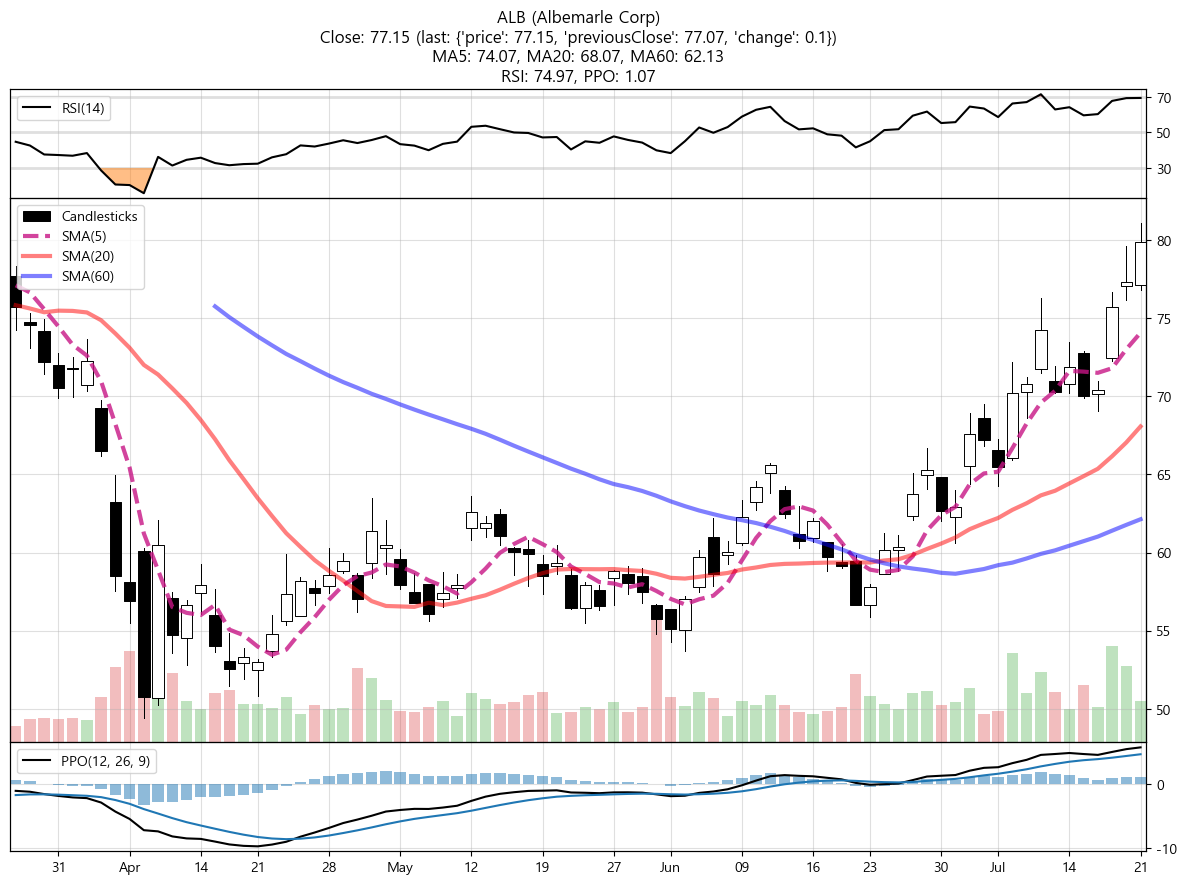 ALB (Albemarle Corp)
Close: 77.15 (last: {'price': 77.15, 'previousClose': 77.07, 'change': 0.1})
MA5: 74.07, MA20: 68.07, MA60: 62.13
RSI: 74.97, PPO: 1.07
RSI(14)
70
50
30
Candlesticks
SMA(5)
SMA(20)
SMA(60)
80
75
70
65
60
55
50
PPO(12, 26, 9)
0
-10
31 Apr 14 21 28 May 12 19 27 Jun 09 16 23 30 Jul 14 21